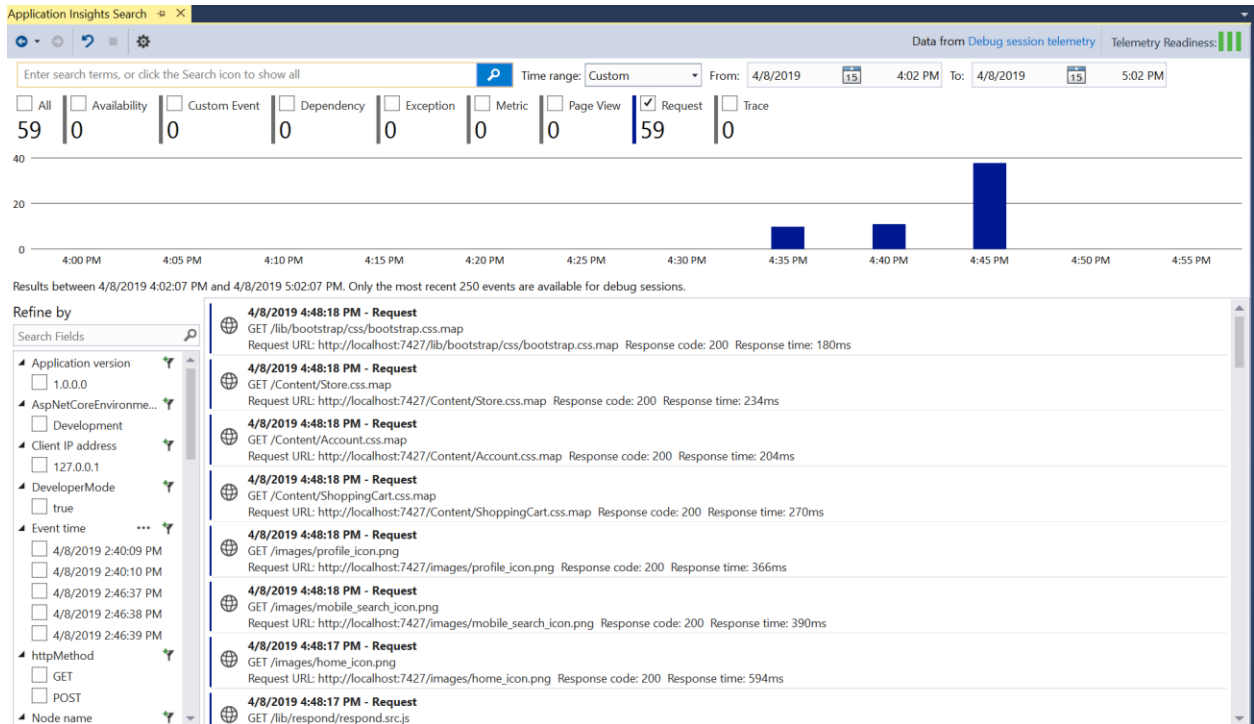 Application Insights Search
Data from Debug session telemetry Telemetry Readiness:
Enter search terms, or click the Search icon to show all Time range: Custom From: 4/8/2019 15 4:02 PM To: 4/8/2019 15 5:02 PM
All Availability Custom Event Dependency Exception Metric Page View Request Trace
59 0 0 0 0 0 0 59 0
40
20
0
4:00 PM 4:05 PM 4:10 PM 4:15 PM 4:20 PM 4:25 PM 4:30 PM 4:35 PM 4:40 PM 4:45 PM 4:50 PM 4:55 PM
Results between 4/8/2019 4:02:07 PM and 4/8/2019 5:02:07 PM. Only the most recent 250 events are available for debug sessions.
Refine by
Search Fields
Application version
1.0.0.0
AspNetCoreEnvironme...
Development
Client IP address
127.0.0.1
DeveloperMode
true
Event time ...
4/8/2019 2:40:09 PM
4/8/2019 2:40:10 PM
4/8/2019 2:46:37 PM
4/8/2019 2:46:38 PM
4/8/2019 2:46:39 PM
httpMethod
GET
POST
Node name
4/8/2019 4:48:18 PM - Request
GET /lib/bootstrap/css/bootstrap.css.map
Request URL: http://localhost:7427/lib/bootstrap/css/bootstrap.css.map Response code: 200 Response time: 180ms
4/8/2019 4:48:18 PM - Request
GET /Content/Store.css.map
Request URL: http://localhost:7427/Content/Store.css.map Response code: 200 Response time: 234ms
4/8/2019 4:48:18 PM - Request
GET /Content/Account.css.map
Request URL: http://localhost:7427/Content/Account.css.map Response code: 200 Response time: 204ms
4/8/2019 4:48:18 PM - Request
GET /Content/ShoppingCart.css.map
Request URL: http://localhost:7427/Content/ShoppingCart.css.map Response code: 200 Response time: 270ms
4/8/2019 4:48:18 PM - Request
GET /images/profile_icon.png
Request URL: http://localhost:7427/images/profile_icon.png Response code: 200 Response time: 366ms
4/8/2019 4:48:18 PM - Request
GET /images/mobile_search_icon.png
Request URL: http://localhost:7427/images/mobile_search_icon.png Response code: 200 Response time: 390ms
4/8/2019 4:48:17 PM - Request
GET /images/home_icon.png
Request URL: http://localhost:7427/images/home_icon.png Response code: 200 Response time: 594ms
4/8/2019 4:48:17 PM - Request
GET /lib/respond/respond.src.js